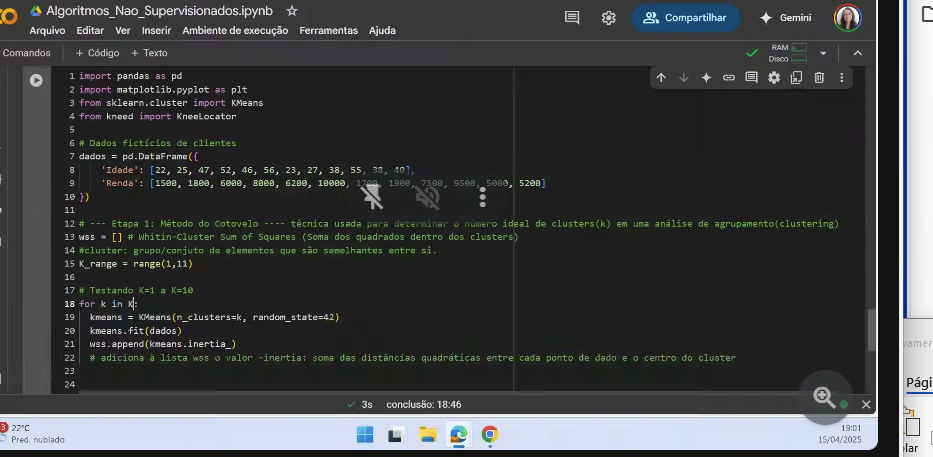 Algoritmos_Nao_Supervisionados.ipynb
Arquivo Editar Ver Inserir Ambiente de execução Ferramentas Ajuda
Compartilhar
Gemini
Comandos + Código + Texto
RAM
Disco
1 import pandas as pd
2 import matplotlib.pyplot as plt
3 from sklearn.cluster import KMeans
4 from kneed import KneeLocator
5
6 # Dados fictícios de clientes
7 dados = pd.DataFrame({
8 'Idade': [22, 25, 47, 52, 46, 56, 23, 27, 38, 55, 38, 40],
9 'Renda': [1500, 1800, 6000, 8000, 6200, 10000, 1700, 1900, 7500, 9500, 5000, 5200]
10 })
11
12 # --- Etapa 1: Método do Cotovelo ---- técnica usada para determinar o número ideal de clusters(k) em uma análise de agrupamento(clustering)
13 wss = [] # Whitin-Cluster Sum of Squares (Soma dos quadrados dentro dos clusters)
14 #cluster: grupo/conjuto de elementos que são semelhantes entre si.
15 K_range = range(1,11)
16
17 # Testando K=1 a K=10
18 for k in K:
19 kmeans = KMeans(n_clusters=k, random_state=42)
20 kmeans.fit(dados)
21 wss.append(kmeans.inertia_)
22 # adiciona à lista wss o valor -inertia: soma das distâncias quadráticas entre cada ponto de dado e o centro do cluster
23
24
3s conclusão: 18:46
3
22°C
Pred. nublado
19:01
15/04/2025
vamen
Pági
lar